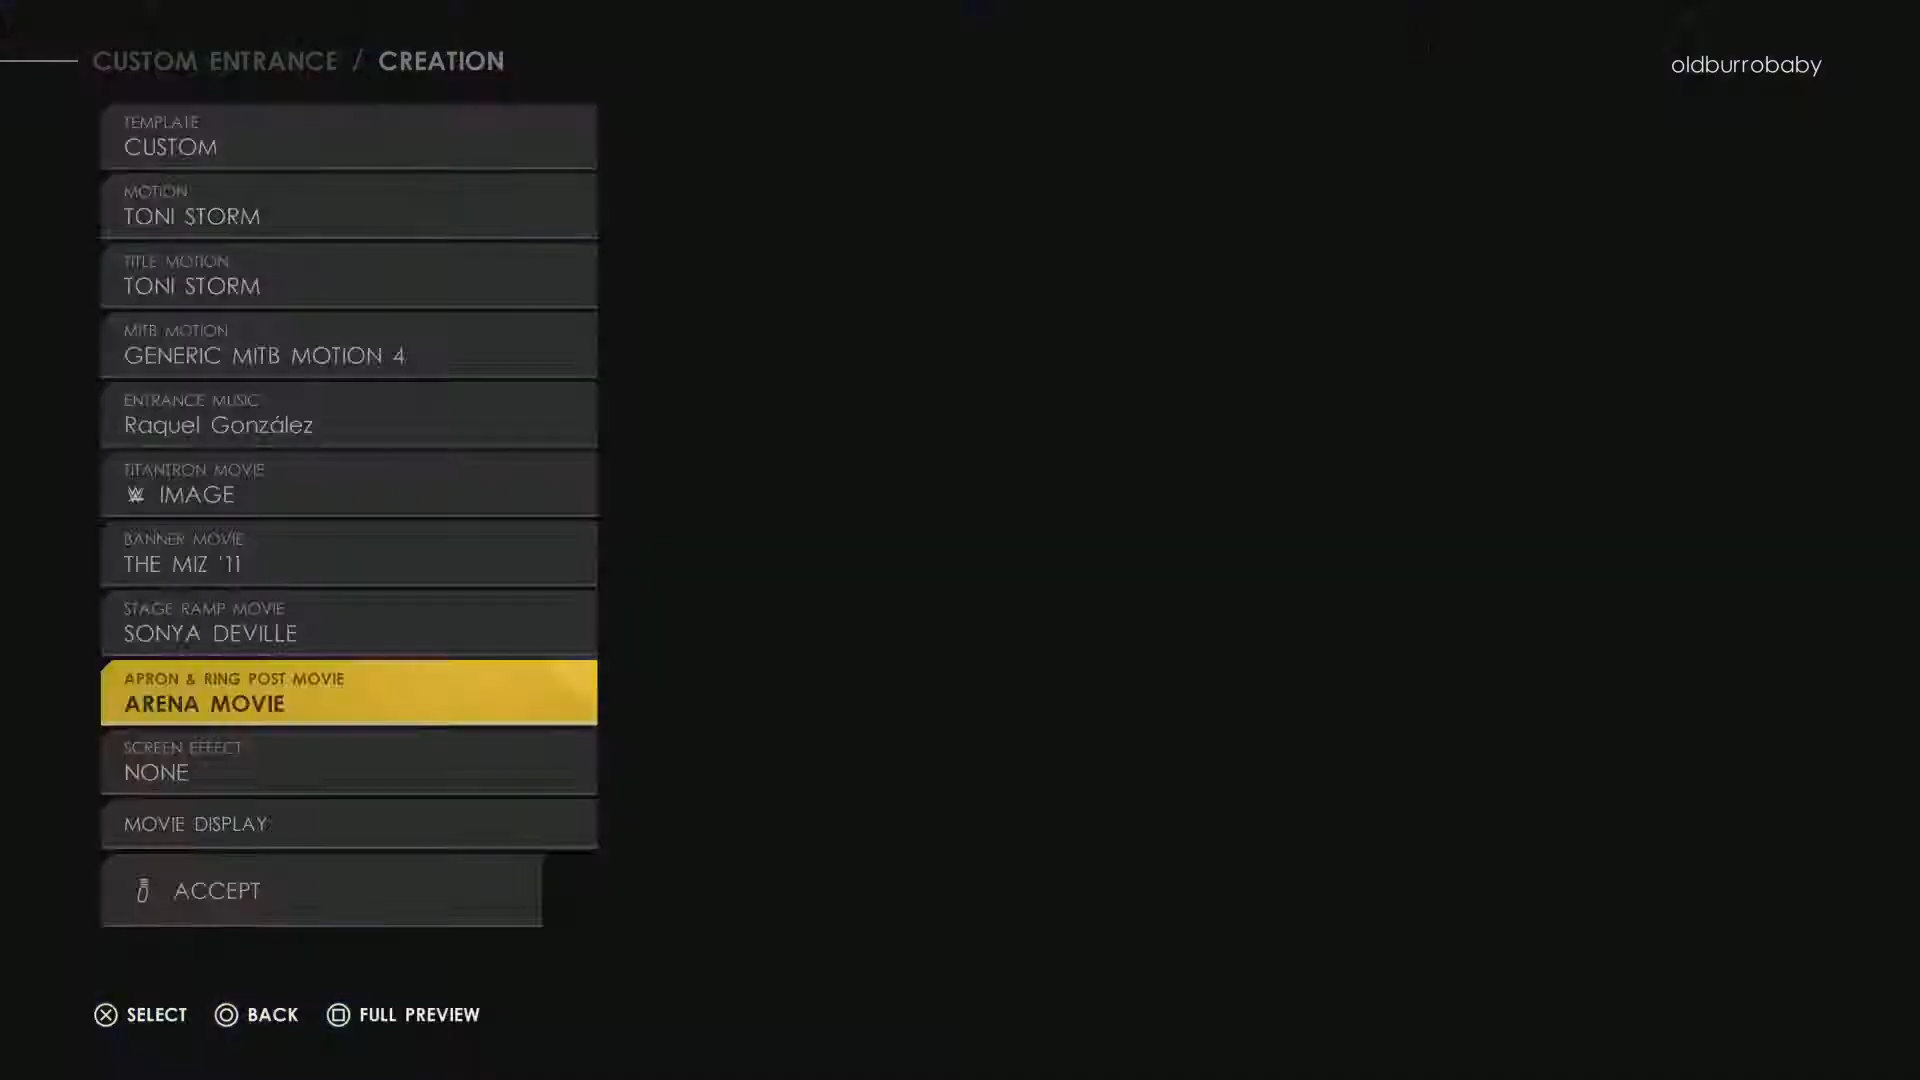 CUSTOM ENTRANCE / CREATION
oldburrobaby
TEMPLATE
CUSTOM
MOTION
TONI STORM
TITLE MOTION
TONI STORM
MITB MOTION
GENERIC MITB MOTION 4
ENTRANCE MUSIC
Raquel González
TITANTRON MOVIE
IMAGE
BANNER MOVIE
THE MIZ '11
STAGE RAMP MOVIE
SONYA DEVILLE
APRON & RING POST MOVIE
ARENA MOVIE
SCREEN EFFECT
NONE
MOVIE DISPLAY
ACCEPT
SELECT BACK FULL PREVIEW